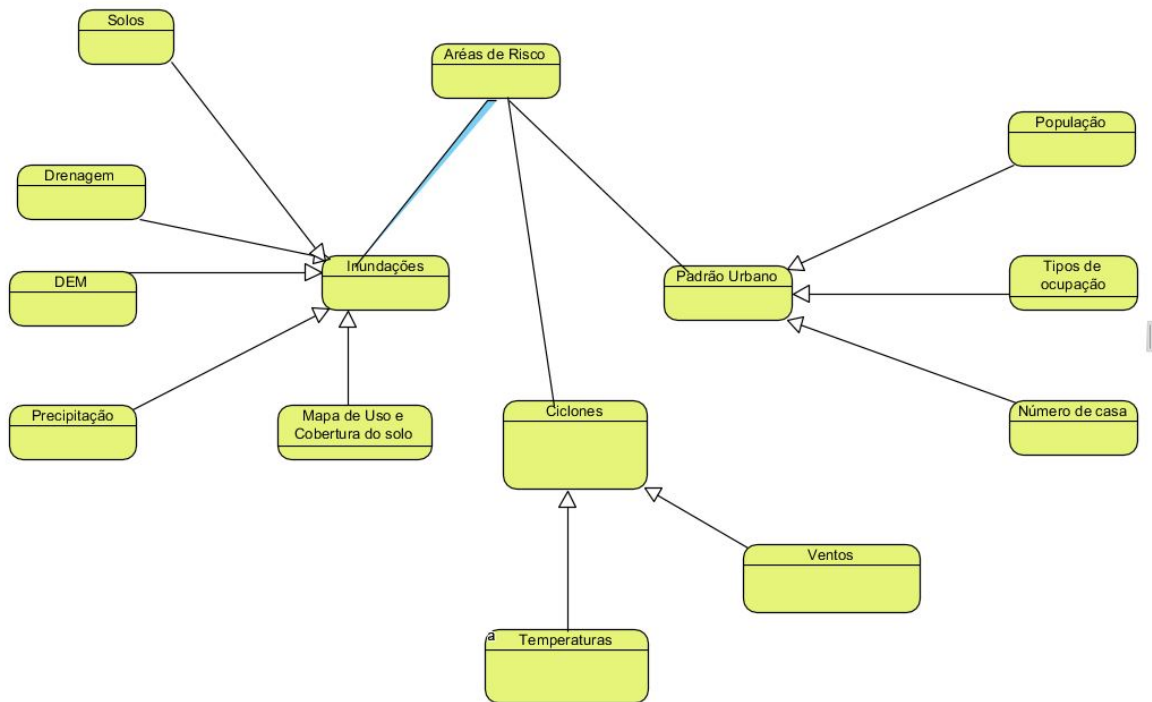 Solos
Aréas de Risco
População
Drenagem
Inundações
Padrão Urbano
Tipos de
ocupação
DEM
Precipitação
Mapa de Uso e
Cobertura do solo
Ciclones
Número de casa
Ventos
a
Temperaturas